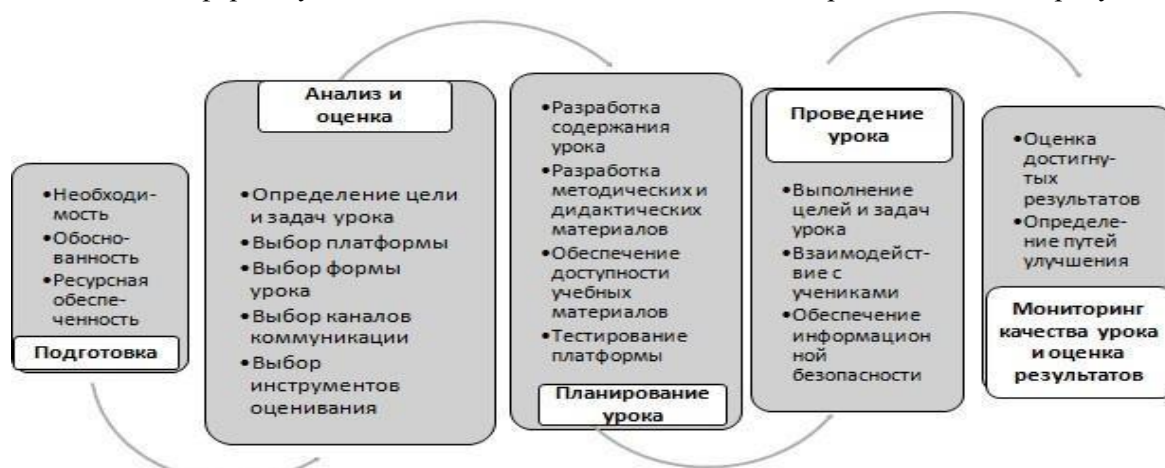 •Необходи-
мость
•Обосно-
ванность
•Ресурсная
обеспе-
ченность
Подготовка
Анализ и
оценка
•Определение цели
и задач урока
•Выбор платформы
•Выбор формы
урока
•Выбор каналов
коммуникации
•Выбор
инструментов
оценивания
•Разработка
содержания
урока
•Разработка
методических и
дидактических
материалов
•Обеспечение
доступности
учебных
материалов
•Тестирование
платформы
Планирование
урока
Проведение
урока
•Выполнение
целей и задач
урока
•Взаимодейст-
вие с
учениками
•Обеспечение
информацион
ной
безопасности
•Оценка
достигну-
тых
результатов
•Определе-
ние путей
улучшения
Мониторинг
качества урока
и оценка
результатов